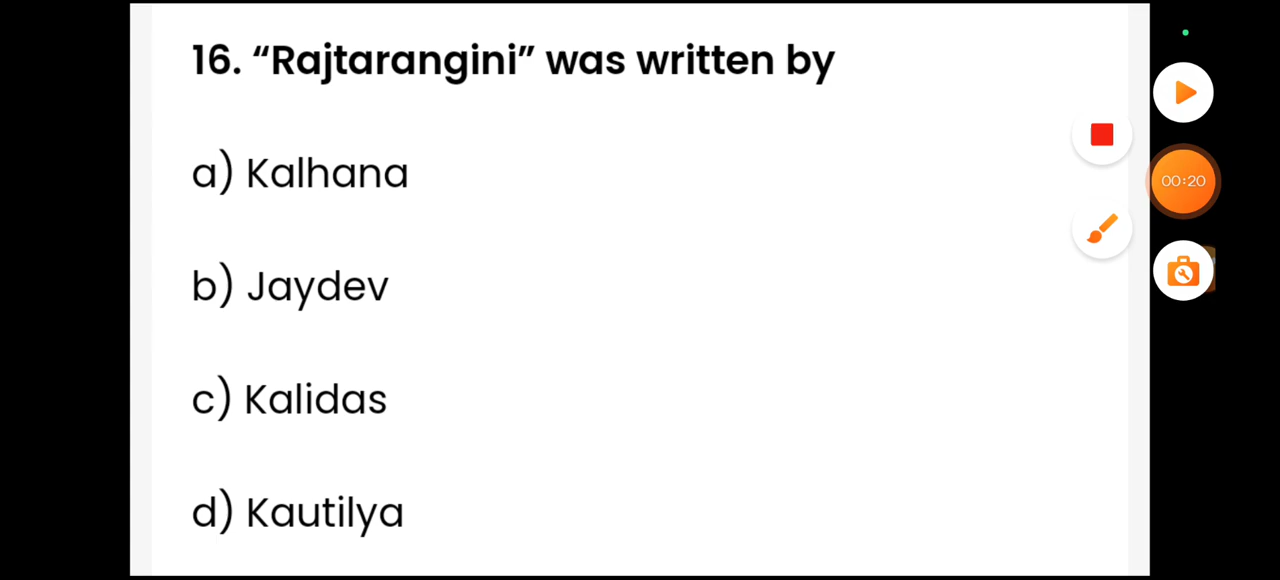 16. “Rajtarangini” was written by
a) Kalhana
b) Jaydev
c) Kalidas
d) Kautilya
00:20